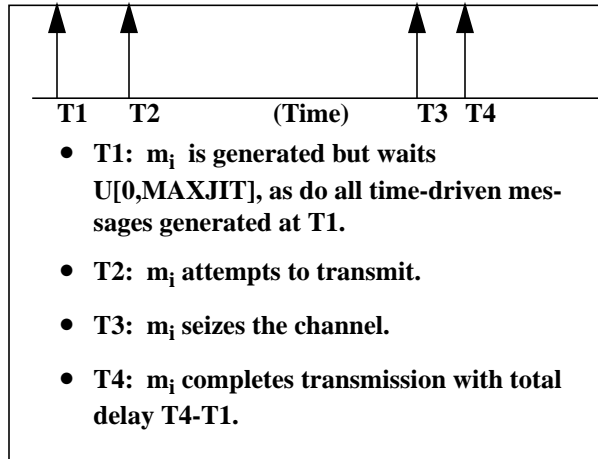 T1 T2 (Time) T3 T4
• T1: mi is generated but waits
U[0,MAXJIT], as do all time-driven mes-
sages generated at T1.
• T2: mi attempts to transmit.
• T3: mi seizes the channel.
• T4: mi completes transmission with total
delay T4-T1.